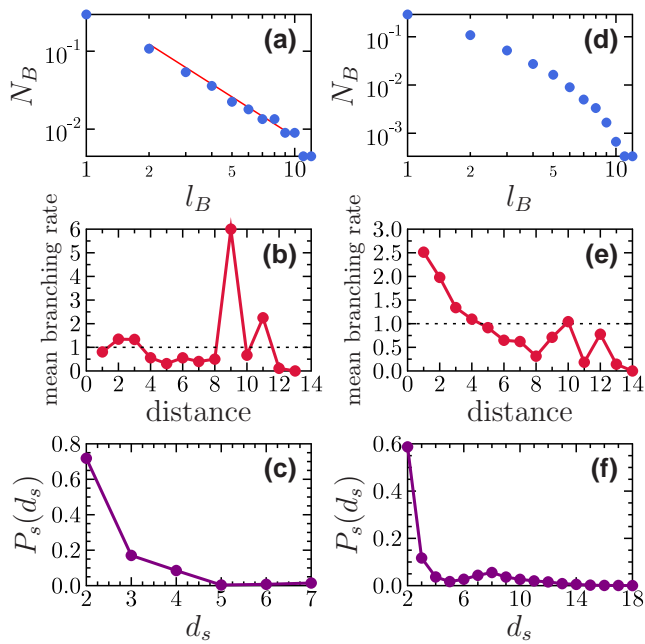 (a)
N_B
10^{-1}
10^{-2}
1 2 5 10
l_B
(d)
N_B
10^{-1}
10^{-2}
10^{-3}
1 2 5 10
l_B
(b)
mean branching rate
6
5
4
3
2
1
0
0 2 4 6 8 10 12 14
distance
(e)
mean branching rate
3.0
2.5
2.0
1.5
1.0
0.5
0.0
0 2 4 6 8 10 12 14
distance
(c)
P_s(d_s)
0.8
0.6
0.4
0.2
0.0
2 3 4 5 6 7
d_s
(f)
P_s(d_s)
0.6
0.4
0.2
0.0
2 4 6 8 10 12 14 16 18
d_s